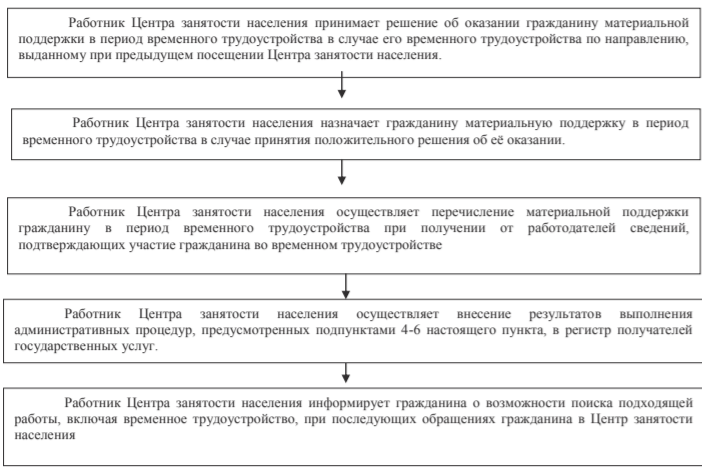 Работник Центра занятости населения принимает решение об оказании гражданину материальной
поддержки в период временного трудоустройства в случае его временного трудоустройства по направлению,
выданному при предыдущем посещении Центра занятости населения.
Работник Центра занятости населения назначает гражданину материальную поддержку в период
временного трудоустройства в случае принятия положительного решения об её оказании.
Работник Центра занятости населения осуществляет перечисление материальной поддержки
гражданину в период временного трудоустройства при получении от работодателей сведений,
подтверждающих участие гражданина во временном трудоустройстве
Работник Центра занятости населения осуществляет внесение результатов выполнения
административных процедур, предусмотренных подпунктами 4-6 настоящего пункта, в регистр получателей
государственных услуг.
Работник Центра занятости населения информирует гражданина о возможности поиска подходящей
работы, включая временное трудоустройство, при последующих обращениях гражданина в Центр занятости
населения